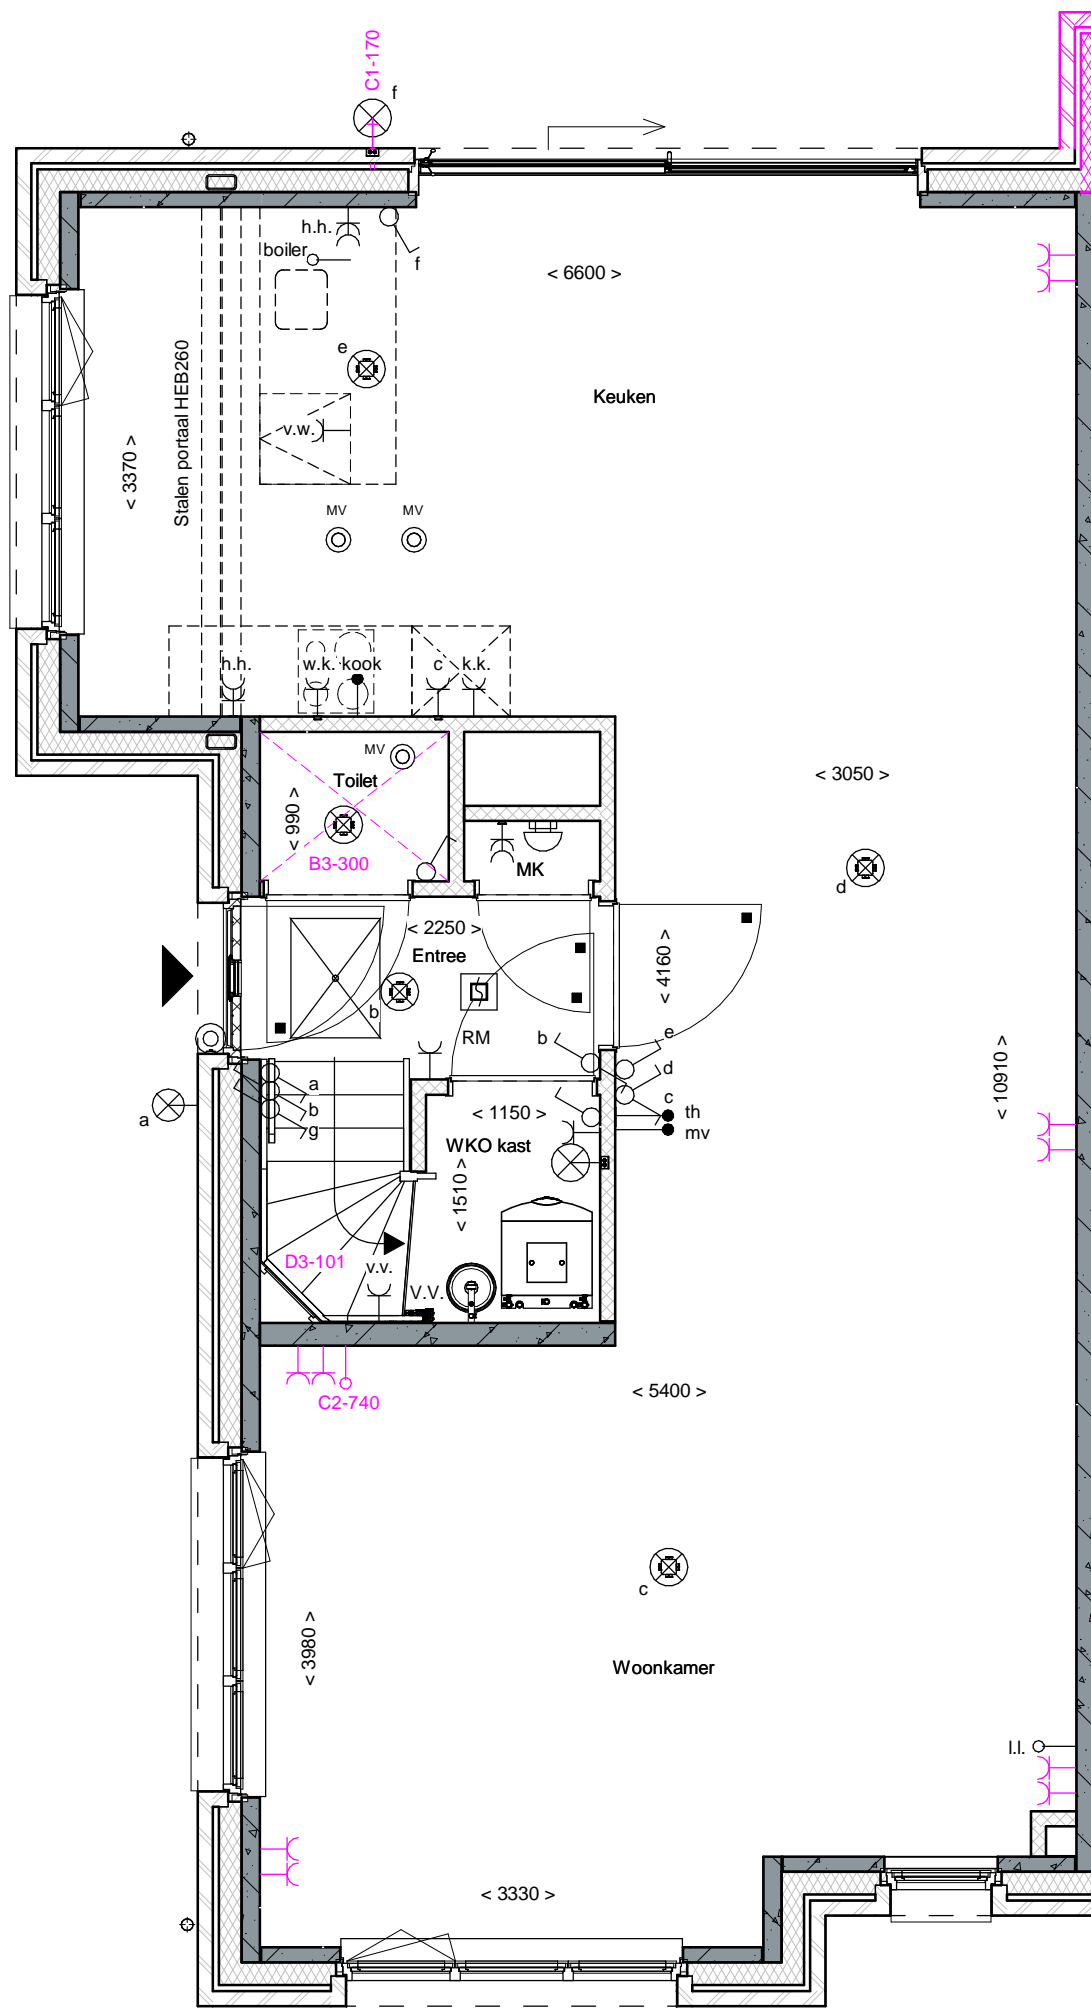 C1-170
f
h.h.
boiler
f
< 6600 >
e
Keuken
Stalen portaal HEB260
< 3370 >
v.w.
MV
MV
h.h.
w.k.
kook
c
k.k.
MV
Toilet
< 990 >
B3-300
MK
< 3050 >
d
< 2250 >
Entree
b
RM
< 4160 >
b
e
d
c
th
mv
a
b
g
a
< 1150 >
WKO kast
< 1510 >
< 10910 >
D3-101
v.v.
V.V.
C2-740
< 5400 >
c
< 3980 >
Woonkamer
l.l.
< 3330 >